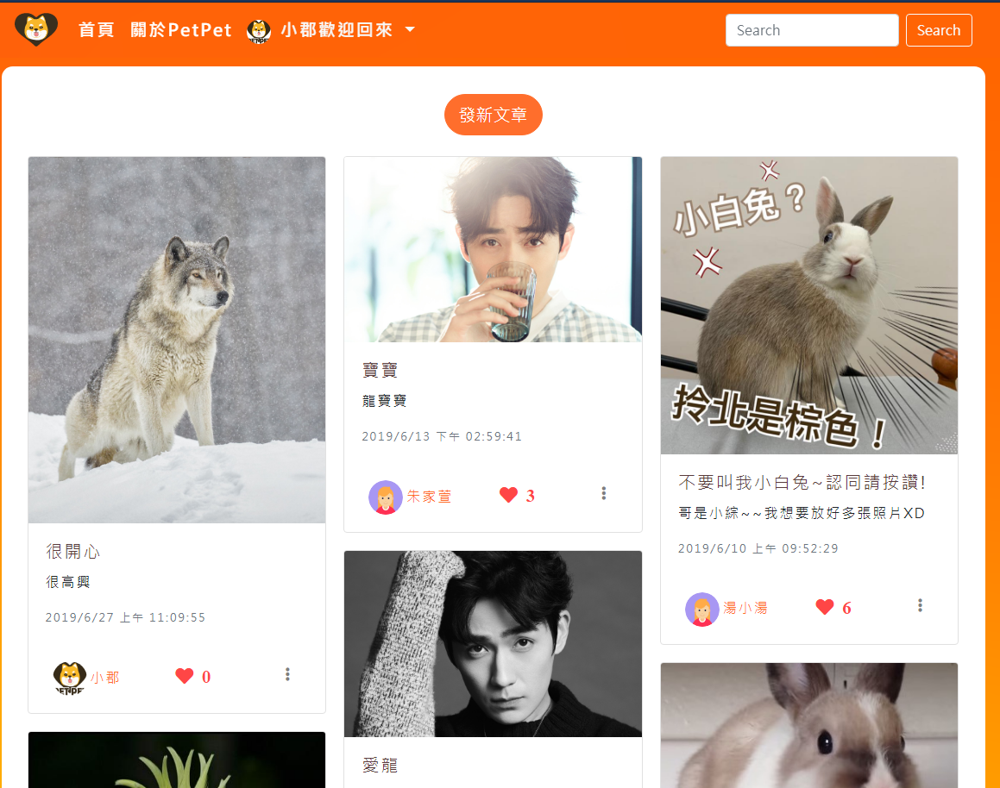 首頁
關於PetPet
小郡歡迎回來
Search
Search
發新文章
很開心
很高興
2019/6/27 上午 11:09:55
小郡
0
寶寶
龍寶寶
2019/6/13 下午 02:59:41
朱家萱
3
愛龍
小白兔？
拎北是棕色！
不要叫我小白兔~認同請按讚!
哥是小綜~~我想要放好多張照片XD
2019/6/10 上午 09:52:29
湯小湯
6